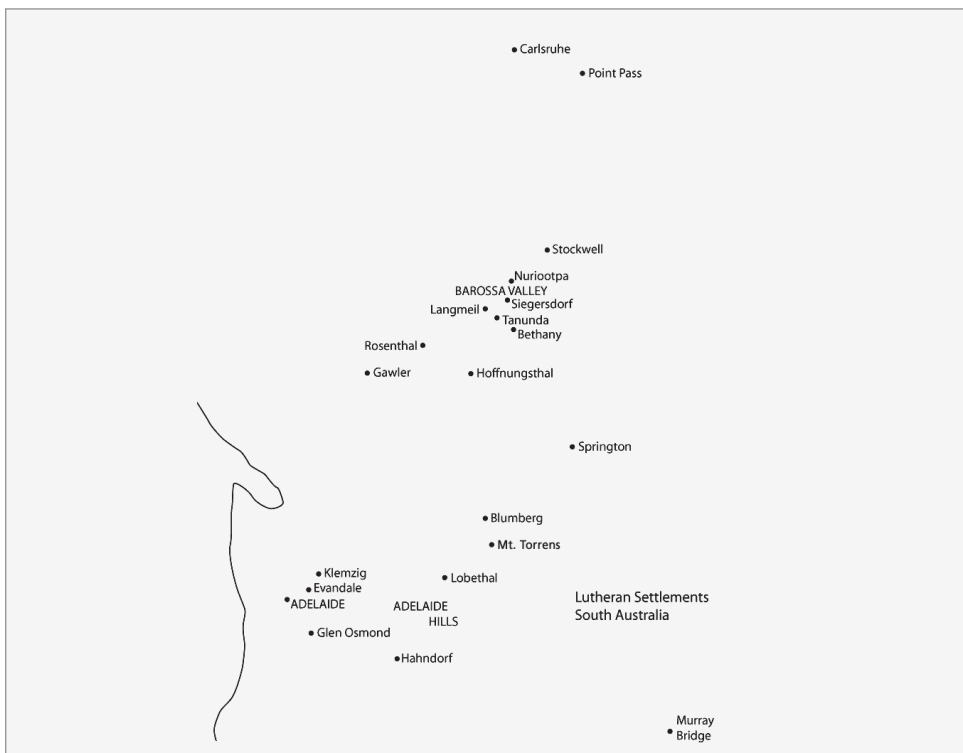 Carlsruhe
Point Pass
Stockwell
Nuriootpa
BAROSSA VALLEY
Siegersdorf
Langmeil
Tanunda
Bethany
Rosenthal
Gawler
Hoffnungsthal
Springton
Blumberg
Mt. Torrens
Klemzig
Lobethal
Evandale
ADELAIDE
ADELAIDE
HILLS
Lutheran Settlements
South Australia
Glen Osmond
Hahndorf
Murray
Bridge